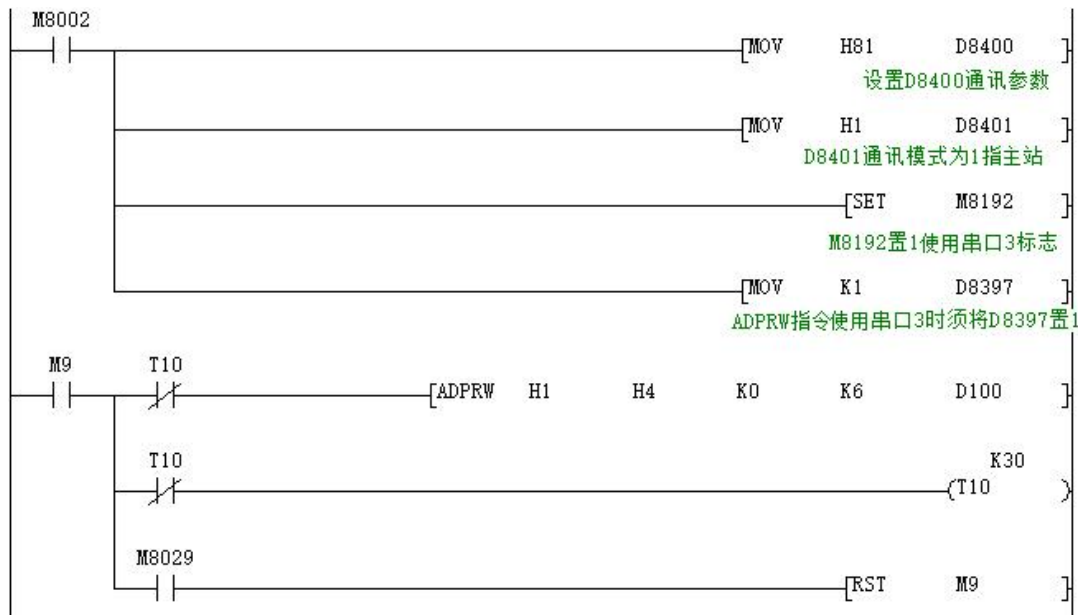 M8002
[MOV H81 D8400 ]
设置D8400通讯参数
[MOV H1 D8401 ]
D8401通讯模式为1指主站
[SET M8192 ]
M8192置1使用串口3标志
[MOV K1 D8397 ]
ADPRW指令使用串口3时须将D8397置1
M9 T10
[ADPRW H1 H4 K0 K6 D100 ]
T10 K30
(T10 )
M8029
[RST M9 ]